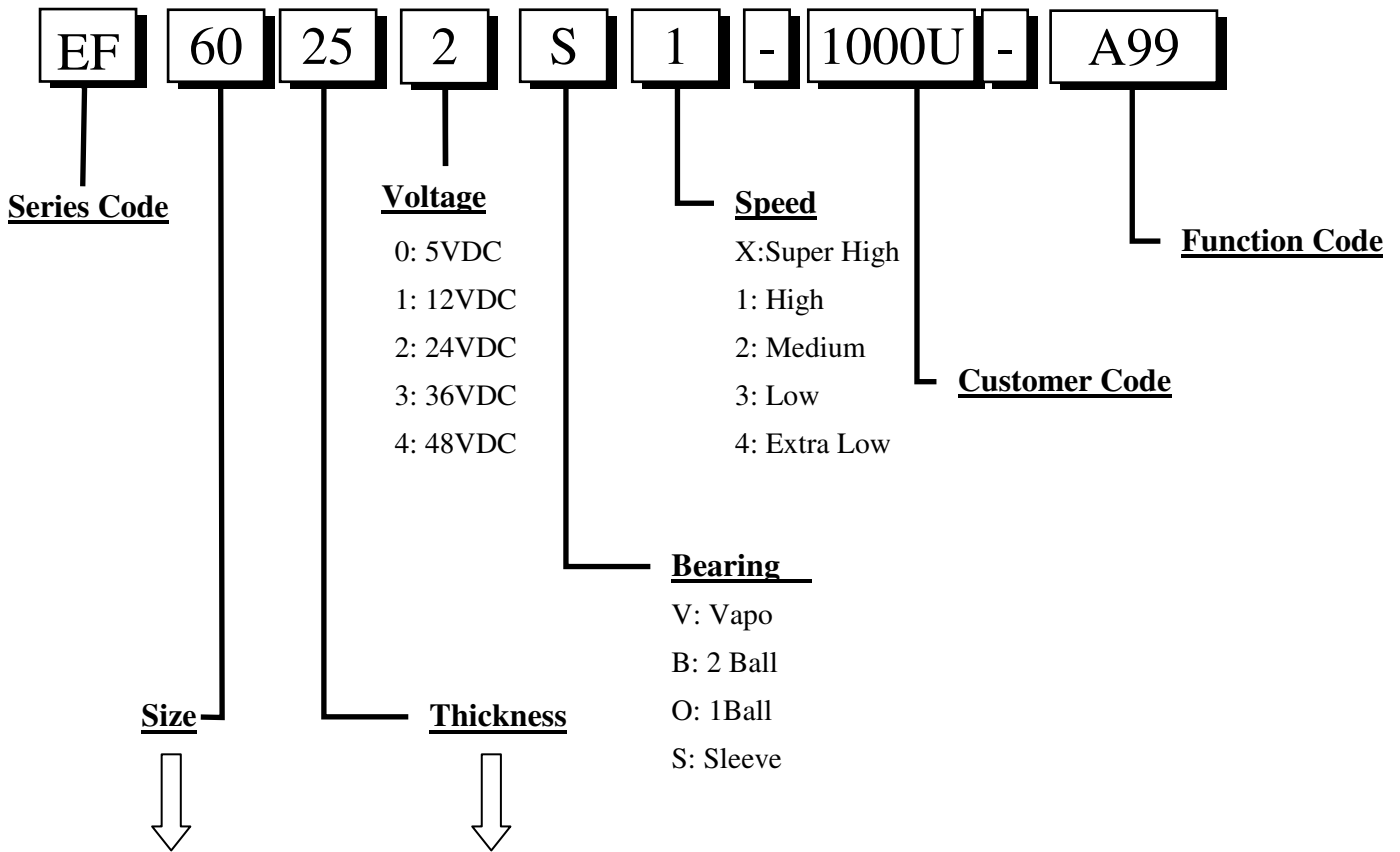 EF 60 25 2 S 1 - 1000U - A99
Series Code
Voltage
0: 5VDC
1: 12VDC
2: 24VDC
3: 36VDC
4: 48VDC
Speed
X:Super High
1: High
2: Medium
3: Low
4: Extra Low
Function Code
Customer Code
Bearing
V: Vapo
B: 2 Ball
O: 1Ball
S: Sleeve
Size
Thickness